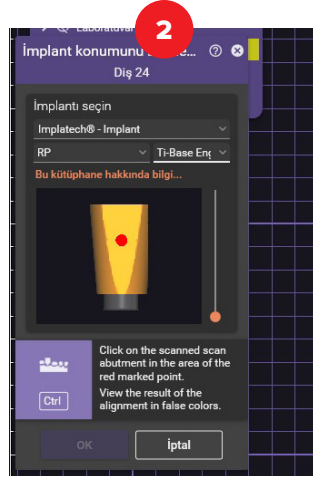 2
Laboratuvar
İmplant konumunu
Diş 24
İmplantı seçin
Implatech® - Implant
RP
Ti-Base Eng
Bu kütüphane hakkında bilgi...
Click on the scanned scan
abutment in the area of the
red marked point.
Ctrl
View the result of the
alignment in false colors.
OK
İptal